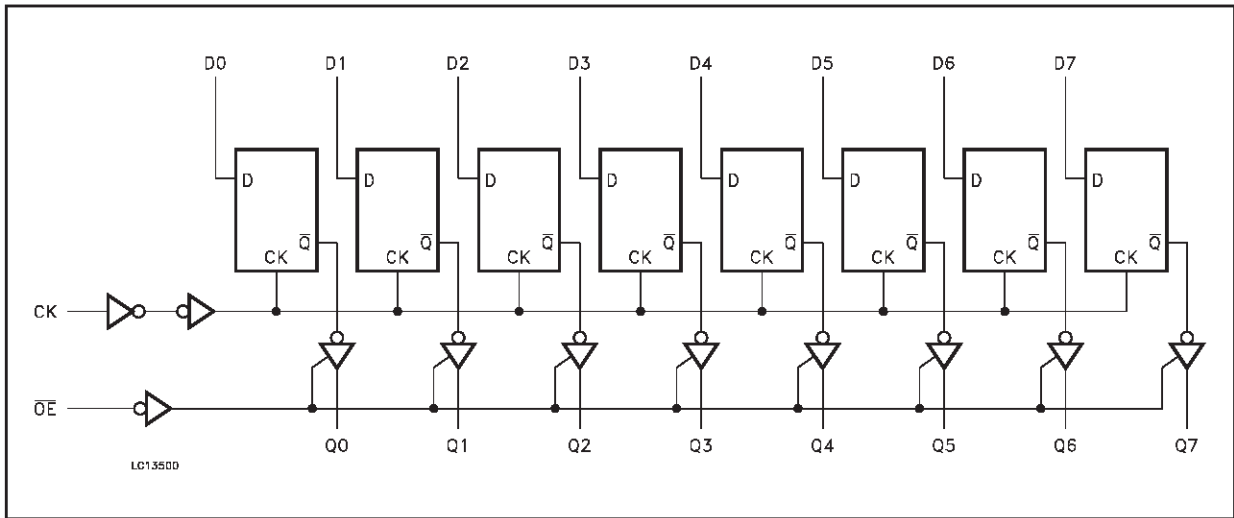 D0 D1 D2 D3 D4 D5 D6 D7
D D D D D D D D
Q̅ Q̅ Q̅ Q̅ Q̅ Q̅ Q̅ Q̅
CK CK CK CK CK CK CK CK
CK
O̅E̅
Q0 Q1 Q2 Q3 Q4 Q5 Q6 Q7
LC13500